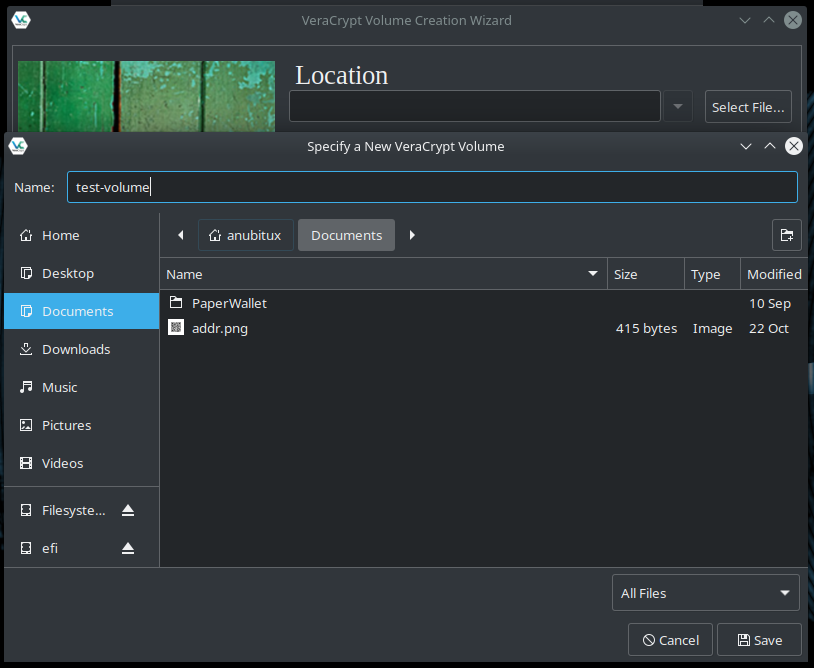 VeraCrypt Volume Creation Wizard
Location
Select File...
Specify a New VeraCrypt Volume
Name: test-volume
Home
anubitux Documents
Desktop
Name Size Type Modified
Documents
PaperWallet 10 Sep
addr.png 415 bytes Image 22 Oct
Downloads
Music
Pictures
Videos
Filesyste...
efi
All Files
Cancel Save